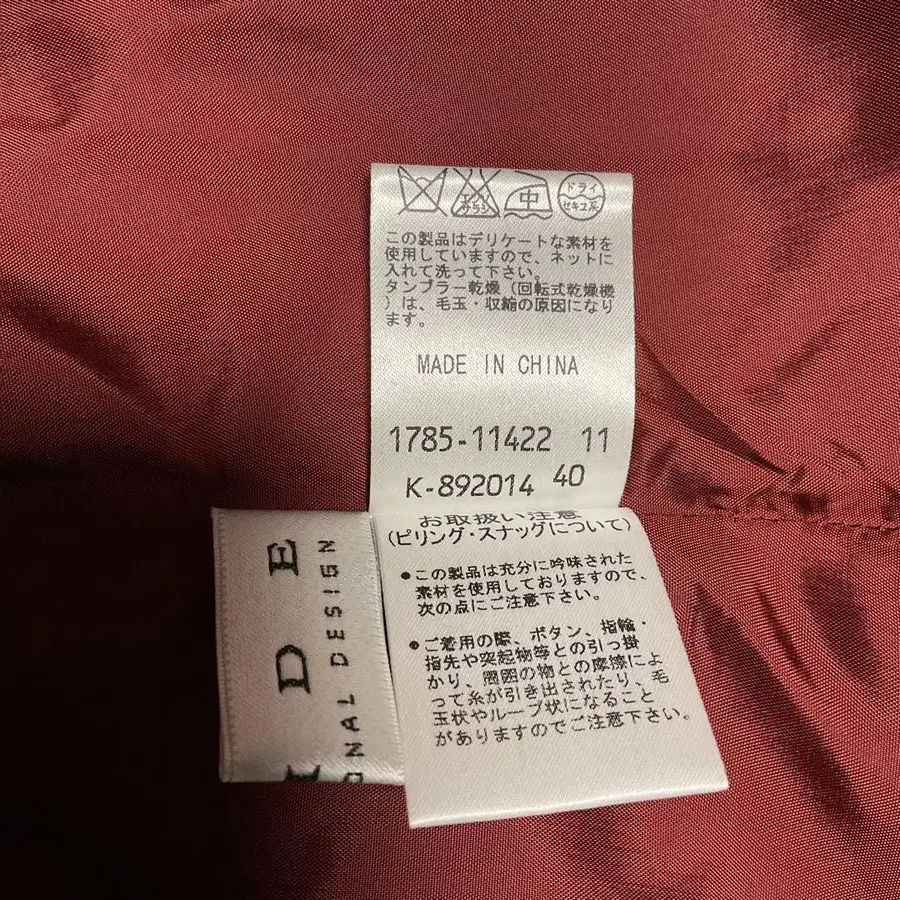 エンソ
サラシ
中
ドライ
セキユ系
この製品はデリケートな素材を
使用していますので、ネットに
入れて洗って下さい。
タンブラー乾燥(回転式乾燥機
)は、毛玉・収縮の原因になり
ます。
MADE IN CHINA
1785-11422 11
K-892014 40
お取扱い注意
(ピリング・スナッグについて)
●この製品は充分に吟味された
素材を使用しておりますので、
次の点にご注意下さい。
●ご着用の際、ボタン、指輪・
指先や突起物等との引っ掛
かり、周囲の物との摩擦によ
って糸が引き出されたり、毛
玉状やループ状になること
がありますのでご注意下さい。
D E
ONAL DESIGN